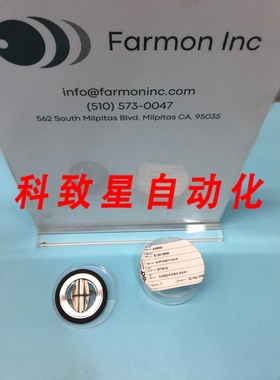 Farmon Inc
info@farmoninc.com
(510) 573-0047
562 South Milpitas Blvd, Milpitas CA, 95035
科致星自动化